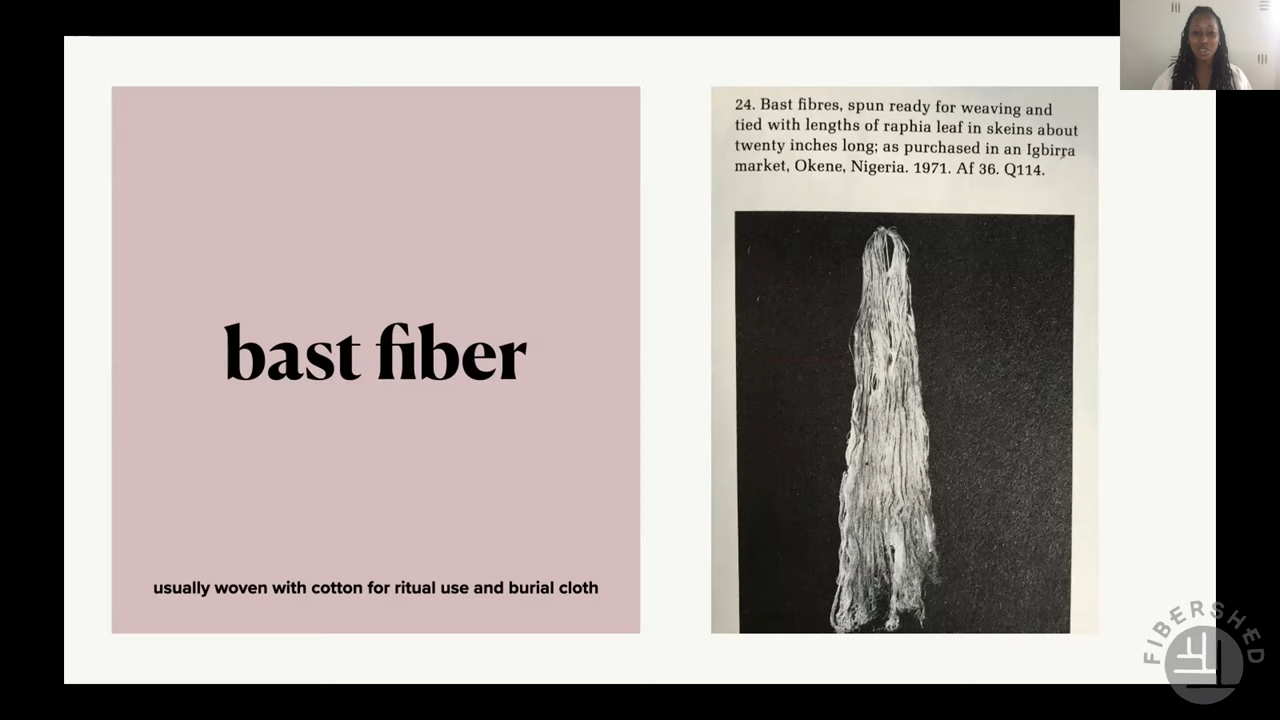 bast fiber
usually woven with cotton for ritual use and burial cloth
24. Bast fibres, spun ready for weaving and
tied with lengths of raphia leaf in skeins about
twenty inches long; as purchased in an Igbirra
market, Okene, Nigeria. 1971. Af 36. Q114.
FIBERSHED